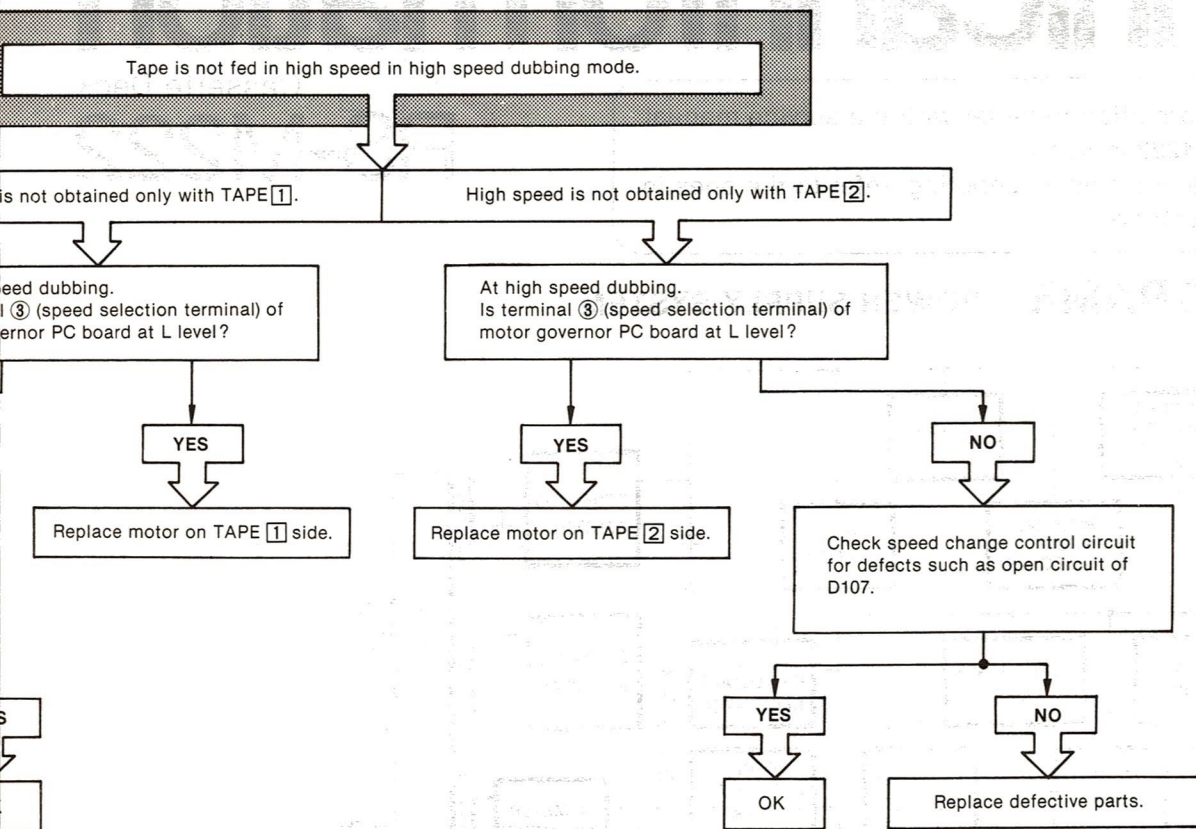 Tape is not fed in high speed in high speed dubbing mode.
is not obtained only with TAPE 1.
High speed is not obtained only with TAPE 2.
eed dubbing.
l ③ (speed selection terminal) of
ernor PC board at L level?
At high speed dubbing.
Is terminal ③ (speed selection terminal) of
motor governor PC board at L level?
YES
YES
NO
Replace motor on TAPE 1 side.
Replace motor on TAPE 2 side.
Check speed change control circuit
for defects such as open circuit of
D107.
S
YES
NO
OK
Replace defective parts.